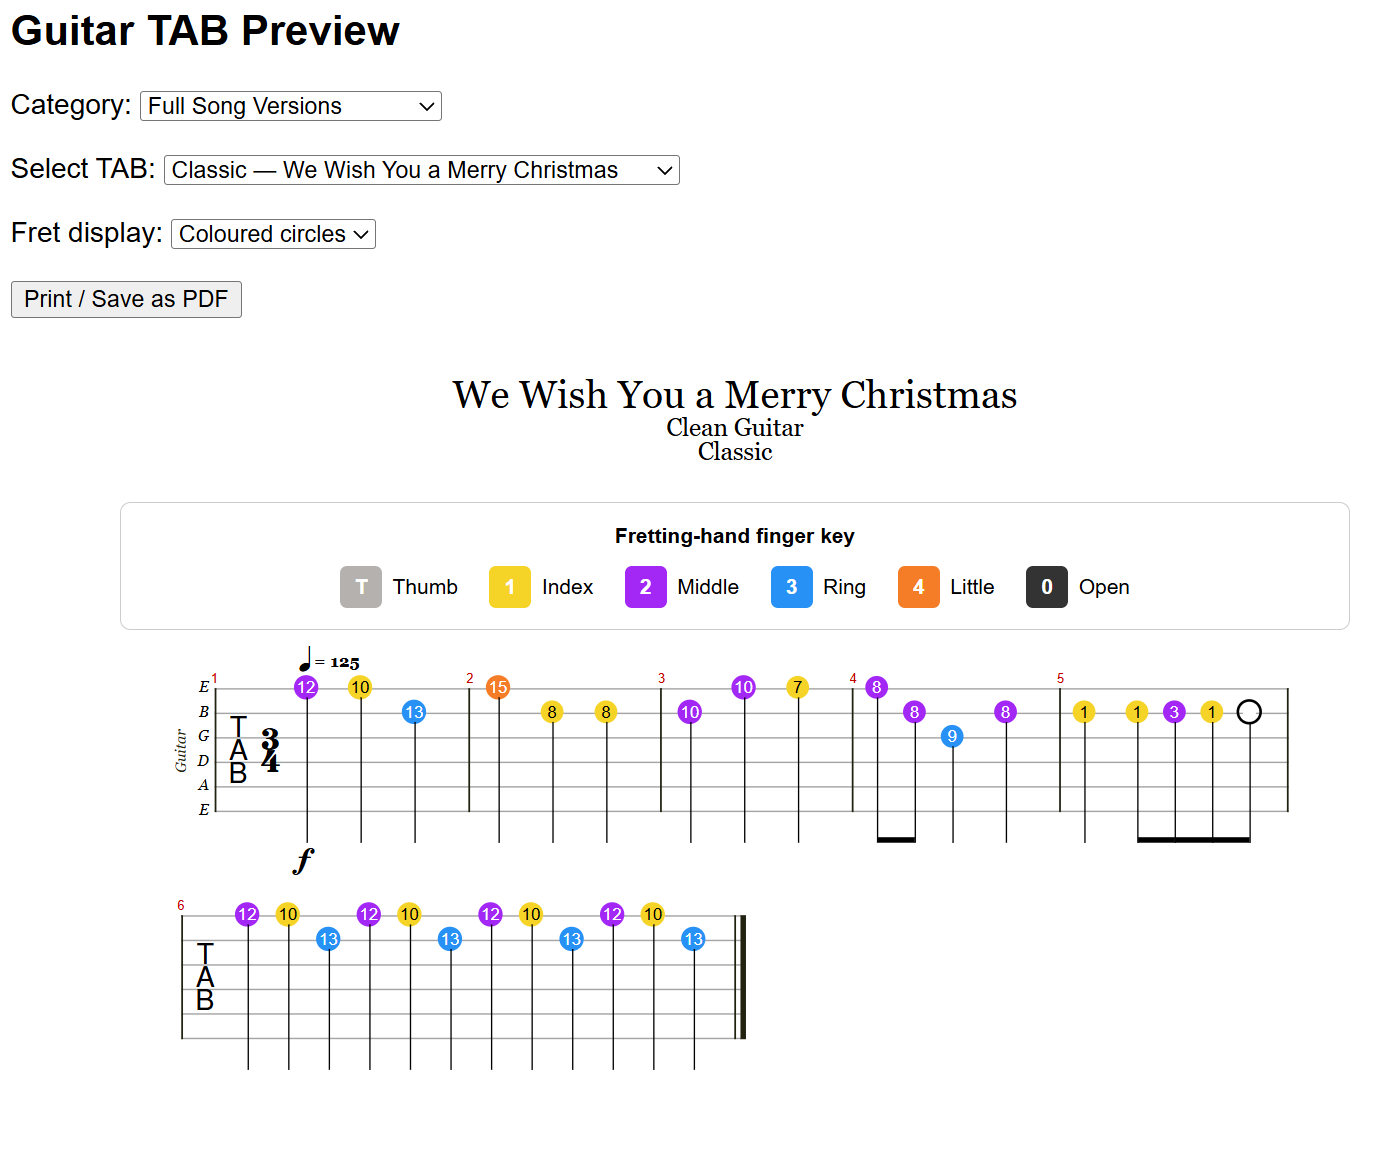 Guitar TAB Preview
Category: Full Song Versions
Select TAB: Classic — We Wish You a Merry Christmas
Fret display: Coloured circles
Print / Save as PDF
We Wish You a Merry Christmas
Clean Guitar
Classic
Fretting-hand finger key
T Thumb 1 Index 2 Middle 3 Ring 4 Little 0 Open
= 125
E 1 12 10 2 15 3 10 7 4 8 5
B 13 8 8 10 8 8 1 1 3 1
G 9
D
A
E
Guitar
TAB
3
4
f
6 12 10 12 10 12 10 12 10
13 13 13 13
TAB